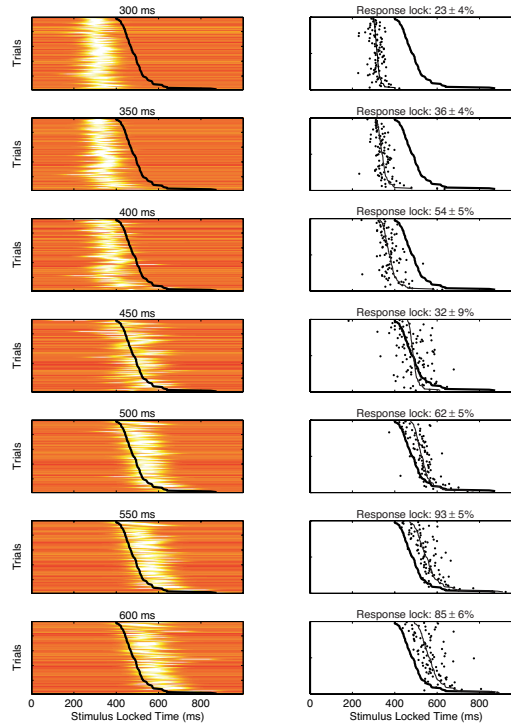 300 ms
Response lock: 23 ± 4%
Trials
350 ms
Response lock: 36 ± 4%
Trials
400 ms
Response lock: 54 ± 5%
Trials
450 ms
Response lock: 32 ± 9%
Trials
500 ms
Response lock: 62 ± 5%
Trials
550 ms
Response lock: 93 ± 5%
Trials
600 ms
Response lock: 85 ± 6%
Trials
0 200 400 600 800
0 200 400 600 800
Stimulus Locked Time (ms)
Stimulus Locked Time (ms)